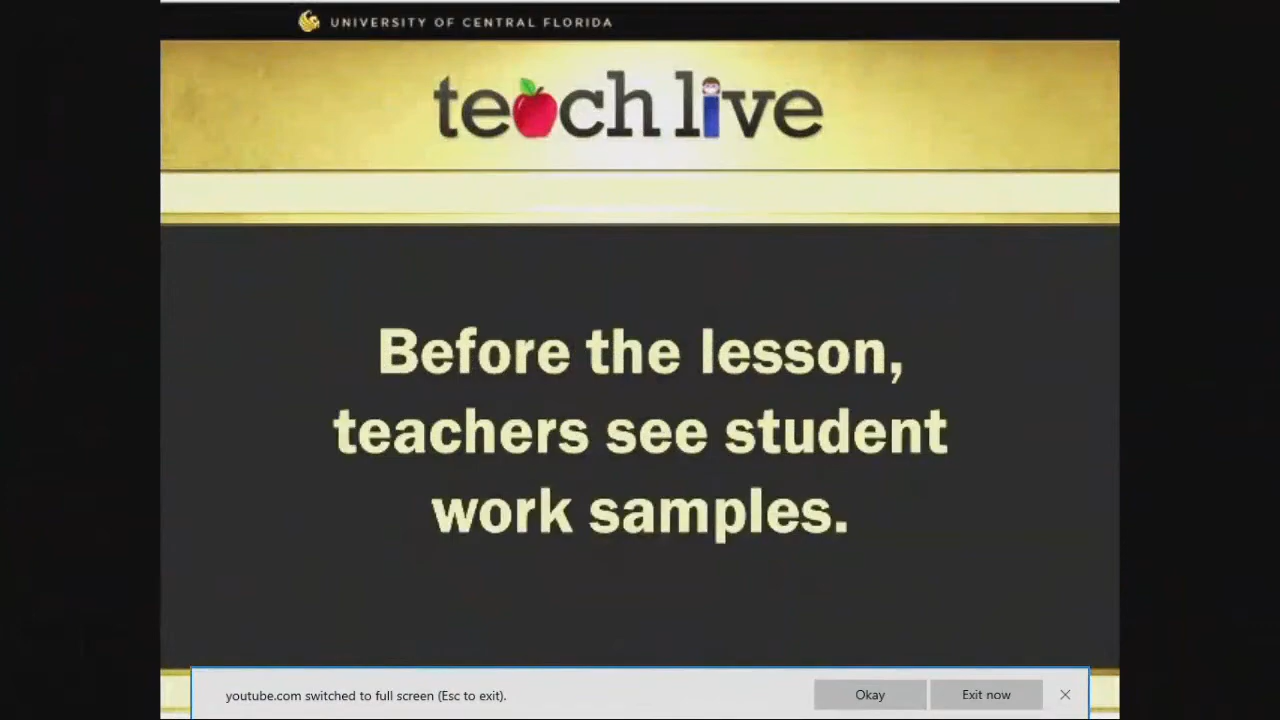 UNIVERSITY OF CENTRAL FLORIDA
teach live
Before the lesson,
teachers see student
work samples.
youtube.com switched to full screen (Esc to exit).
Okay
Exit now